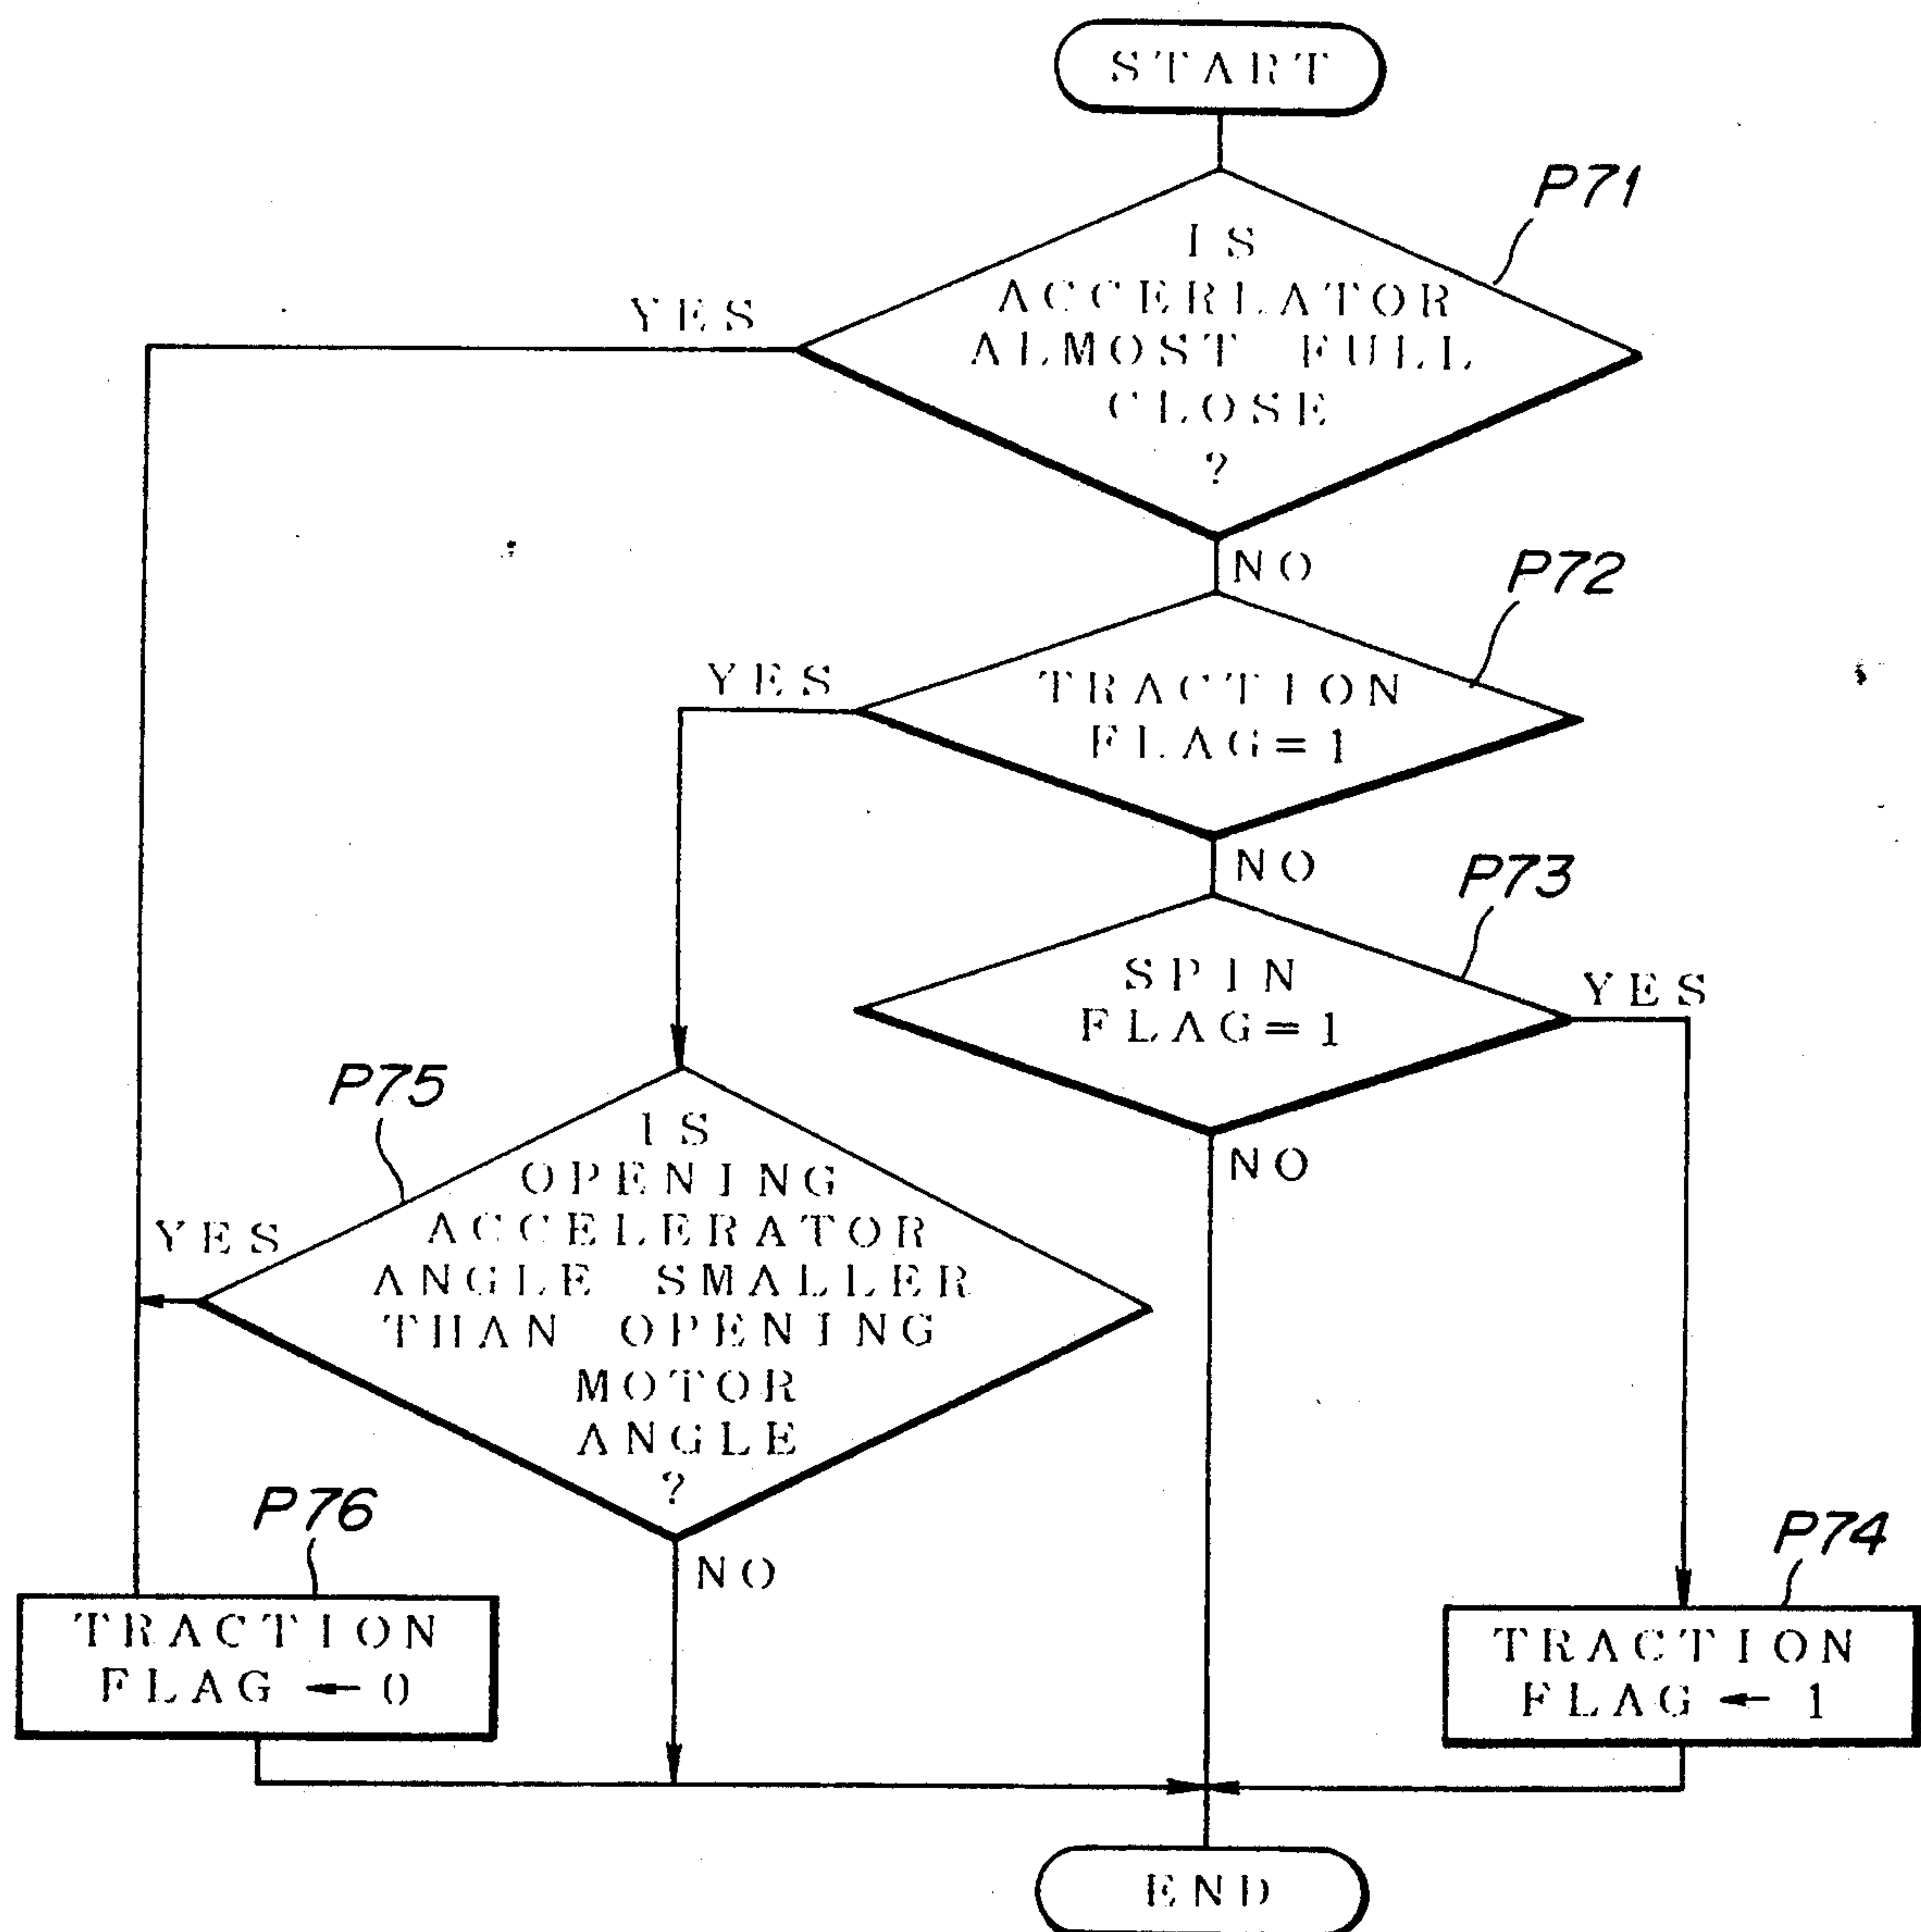 START
P71
IS
ACCERLATOR
ALMOST FULL
CLOSE
?
YES
NO
P72
TRACTION
FLAG=1
YES
NO
P73
SPIN
FLAG=1
YES
NO
P75
IS
OPENING
ACCELERATOR
ANGLE SMALLER
THAN OPENING
MOTOR
ANGLE
?
YES
NO
P76
TRACTION
FLAG ← 0
P74
TRACTION
FLAG ← 1
END